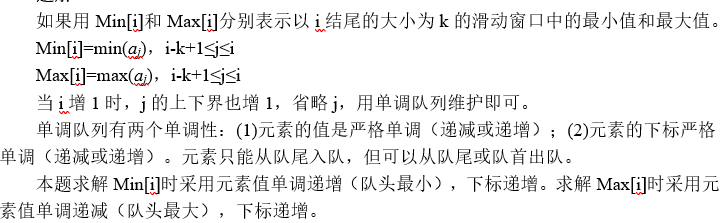 如果用 Min[i]和 Max[i]分别表示以 i 结尾的大小为 k 的滑动窗口中的最小值和最大值。
Min[i]=min(aj)，i-k+1≤j≤i
Max[i]=max(aj)，i-k+1≤j≤i
当 i 增 1 时，j 的上下界也增 1，省略 j，用单调队列维护即可。
单调队列有两个单调性：(1)元素的值是严格单调（递减或递增）；(2)元素的下标严格
单调（递减或递增）。元素只能从队尾入队，但可以从队尾或队首出队。
本题求解 Min[i]时采用元素值单调递增（队头最小），下标递增。求解 Max[i]时采用元
素值单调递减（队头最大），下标递增。